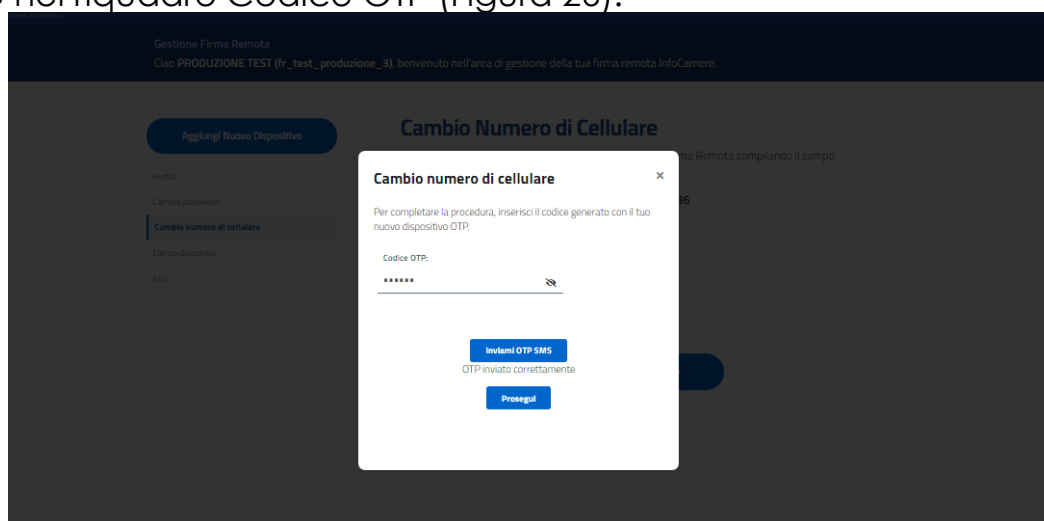 nel riquadro Codice OTP (Figura 26).
Gestione Firma Remota
Ciao PRODUZIONE TEST (fr_test_produzione_3), benvenuto nell'area di gestione della tua firma remota InfoCamere.
Aggiungi Nuovo Dispositivo
Cambio Numero di Cellulare
Remota compilando il campo
Profilo
Cambio password
Cambio numero di cellulare
Elenco dispositivi
Esci
Cambio numero di cellulare
×
Per completare la procedura, inserisci il codice generato con il tuo
nuovo dispositivo OTP.
Codice OTP:
••••••
Inviami OTP SMS
OTP inviato correttamente
Prosegui